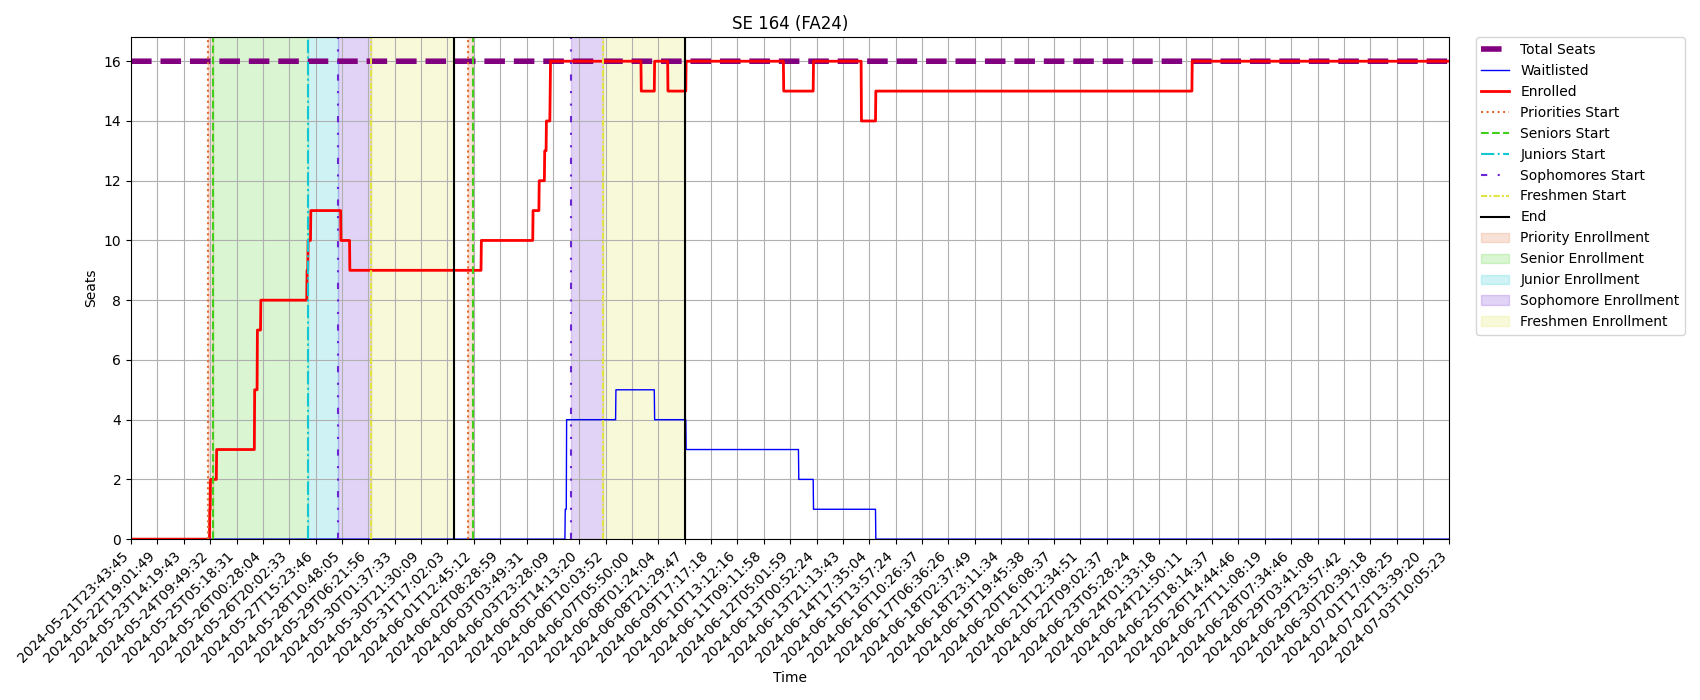 SE 164 (FA24)
Seats
16
14
12
10
8
6
4
2
0
2024-05-21T23:43:45
2024-05-22T19:01:49
2024-05-23T14:19:43
2024-05-24T09:49:32
2024-05-25T05:18:31
2024-05-26T00:28:04
2024-05-26T20:02:33
2024-05-27T15:23:46
2024-05-28T10:48:05
2024-05-29T06:21:56
2024-05-30T01:37:33
2024-05-30T21:30:09
2024-05-31T17:02:03
2024-06-01T12:45:12
2024-06-02T08:28:59
2024-06-03T03:49:31
2024-06-03T23:28:09
2024-06-05T14:13:20
2024-06-06T10:03:52
2024-06-07T05:50:00
2024-06-08T01:24:04
2024-06-08T21:29:47
2024-06-09T17:17:18
2024-06-10T13:12:16
2024-06-11T09:11:58
2024-06-12T05:01:59
2024-06-13T00:52:24
2024-06-13T21:13:43
2024-06-14T17:35:04
2024-06-15T13:57:24
2024-06-16T10:26:37
2024-06-17T06:36:26
2024-06-18T02:37:49
2024-06-18T23:11:34
2024-06-19T19:45:38
2024-06-20T16:08:37
2024-06-21T12:34:51
2024-06-22T09:02:37
2024-06-23T05:28:24
2024-06-24T01:33:18
2024-06-24T21:50:11
2024-06-25T18:14:37
2024-06-26T14:44:46
2024-06-27T11:08:19
2024-06-28T07:34:46
2024-06-29T03:41:08
2024-06-29T23:57:42
2024-06-30T20:39:18
2024-07-01T17:08:25
2024-07-02T13:39:20
2024-07-03T10:05:23
Time
Total Seats
Waitlisted
Enrolled
Priorities Start
Seniors Start
Juniors Start
Sophomores Start
Freshmen Start
End
Priority Enrollment
Senior Enrollment
Junior Enrollment
Sophomore Enrollment
Freshmen Enrollment